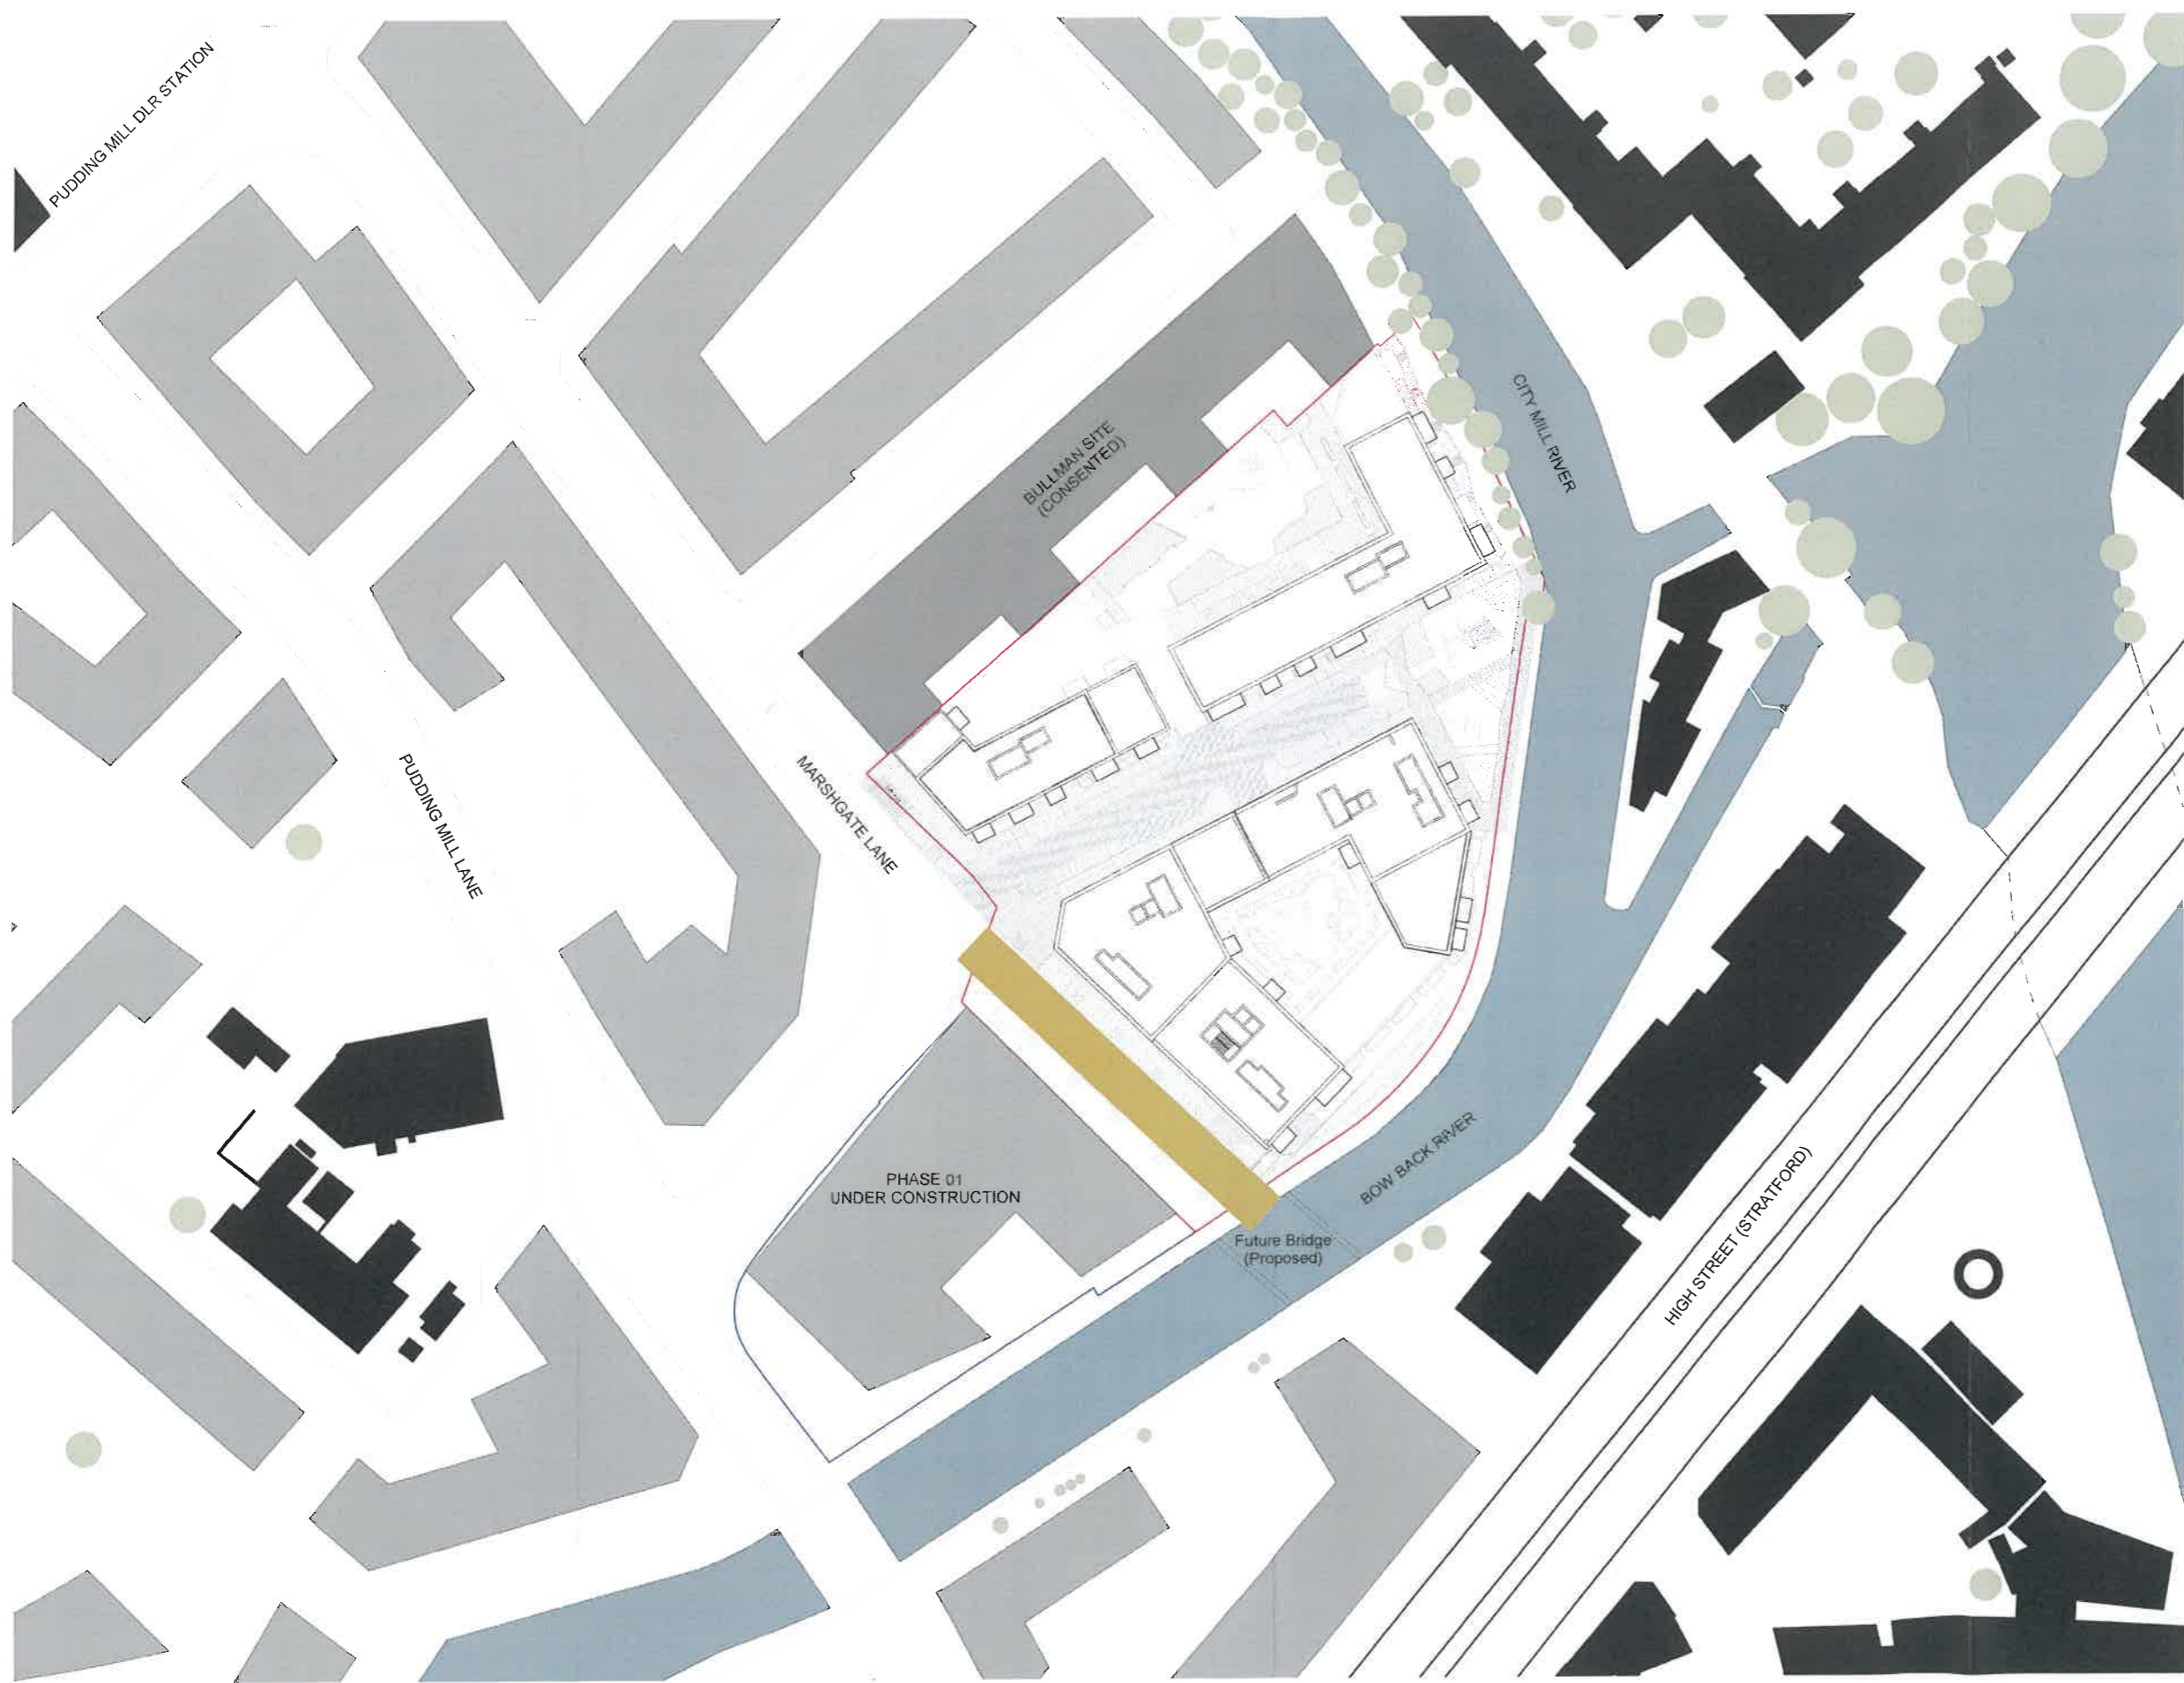 PUDDING MILL DLR STATION
BULLMAN SITE
(CONSENTED)
CITY MILL RIVER
MARSHGATE LANE
PUDDING MILL LANE
PHASE 01
UNDER CONSTRUCTION
BOW BACK RIVER
Future Bridge
(Proposed)
HIGH STREET (STRATFORD)